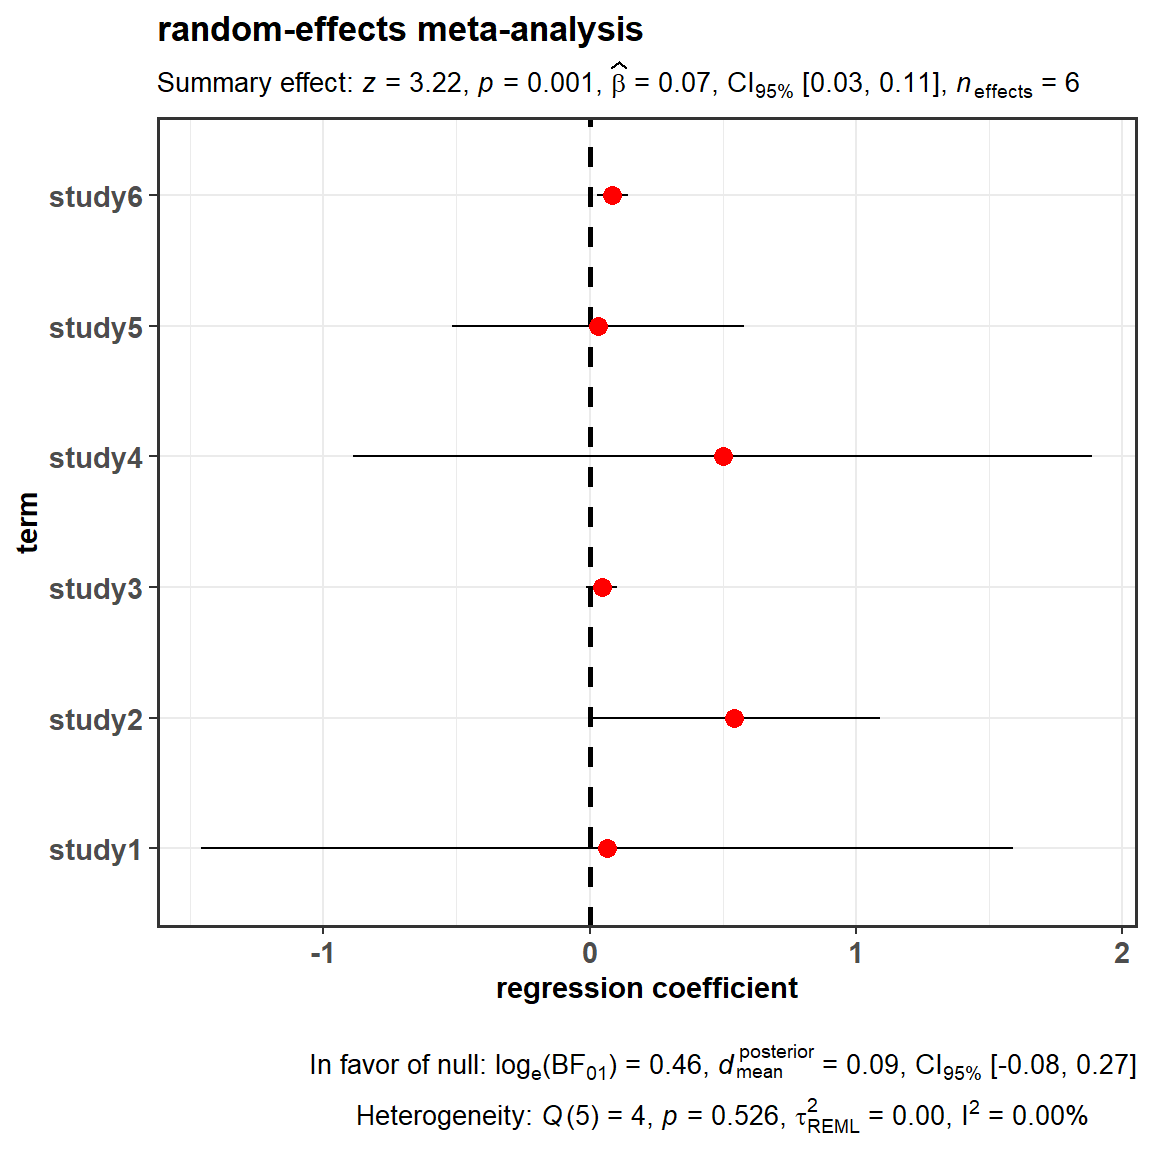 random-effects meta-analysis
Summary effect: z = 3.22, p = 0.001, β̂ = 0.07, CI95% [0.03, 0.11], neffects = 6
study6
study5
study4
study3
study2
study1
term
-1 0 1 2
regression coefficient
In favor of null: loge(BF01) = 0.46, dmeanposterior = 0.09, CI95% [-0.08, 0.27]
Heterogeneity: Q(5) = 4, p = 0.526, τ²REML = 0.00, I² = 0.00%